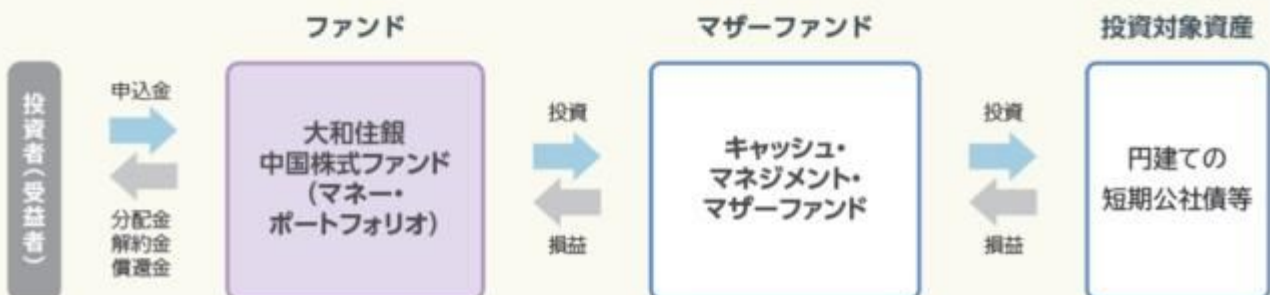 ファンド
マザーファンド
投資対象資産
投資者(受益者)
申込金
分配金
解約金
償還金
大和住銀
中国株式ファンド
(マネー・
ポートフォリオ)
投資
損益
キャッシュ・
マネジメント・
マザーファンド
投資
損益
円建ての
短期公社債等